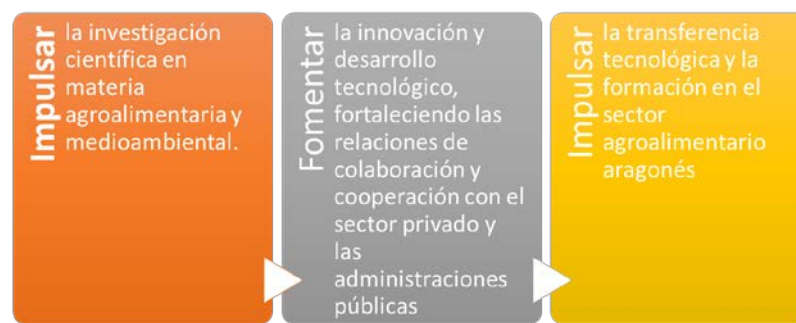 Impulsar
la investigación
científica en
materia
agroalimentaria y
medioambiental.
Fomentar
la innovación y
desarrollo
tecnológico,
fortaleciendo las
relaciones de
colaboración y
cooperación con el
sector privado y
las
administraciones
públicas
Impulsar
la transferencia
tecnológica y la
formación en el
sector
agroalimentario
aragonés